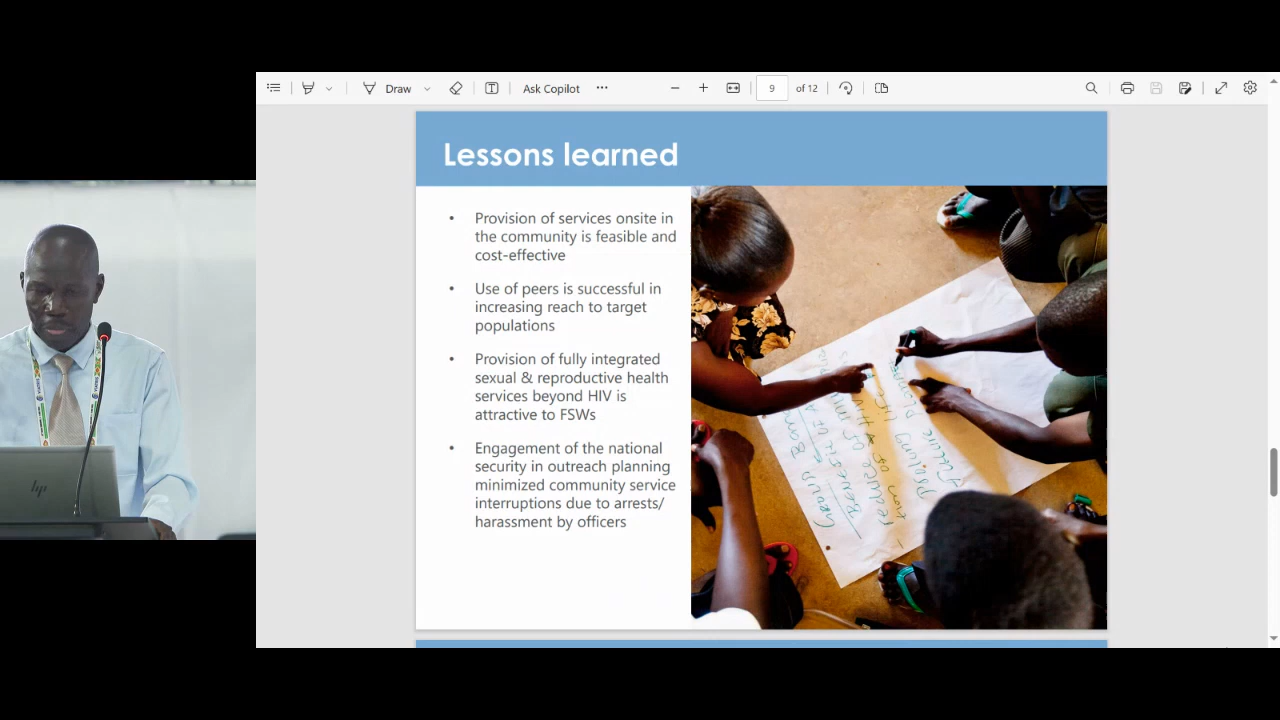 Draw
Ask Copilot
9 of 12
Lessons learned
• Provision of services onsite in
the community is feasible and
cost-effective
• Use of peers is successful in
increasing reach to target
populations
• Provision of fully integrated
sexual & reproductive health
services beyond HIV is
attractive to FSWs
• Engagement of the national
security in outreach planning
minimized community service
interruptions due to arrests/
harassment by officers
hp